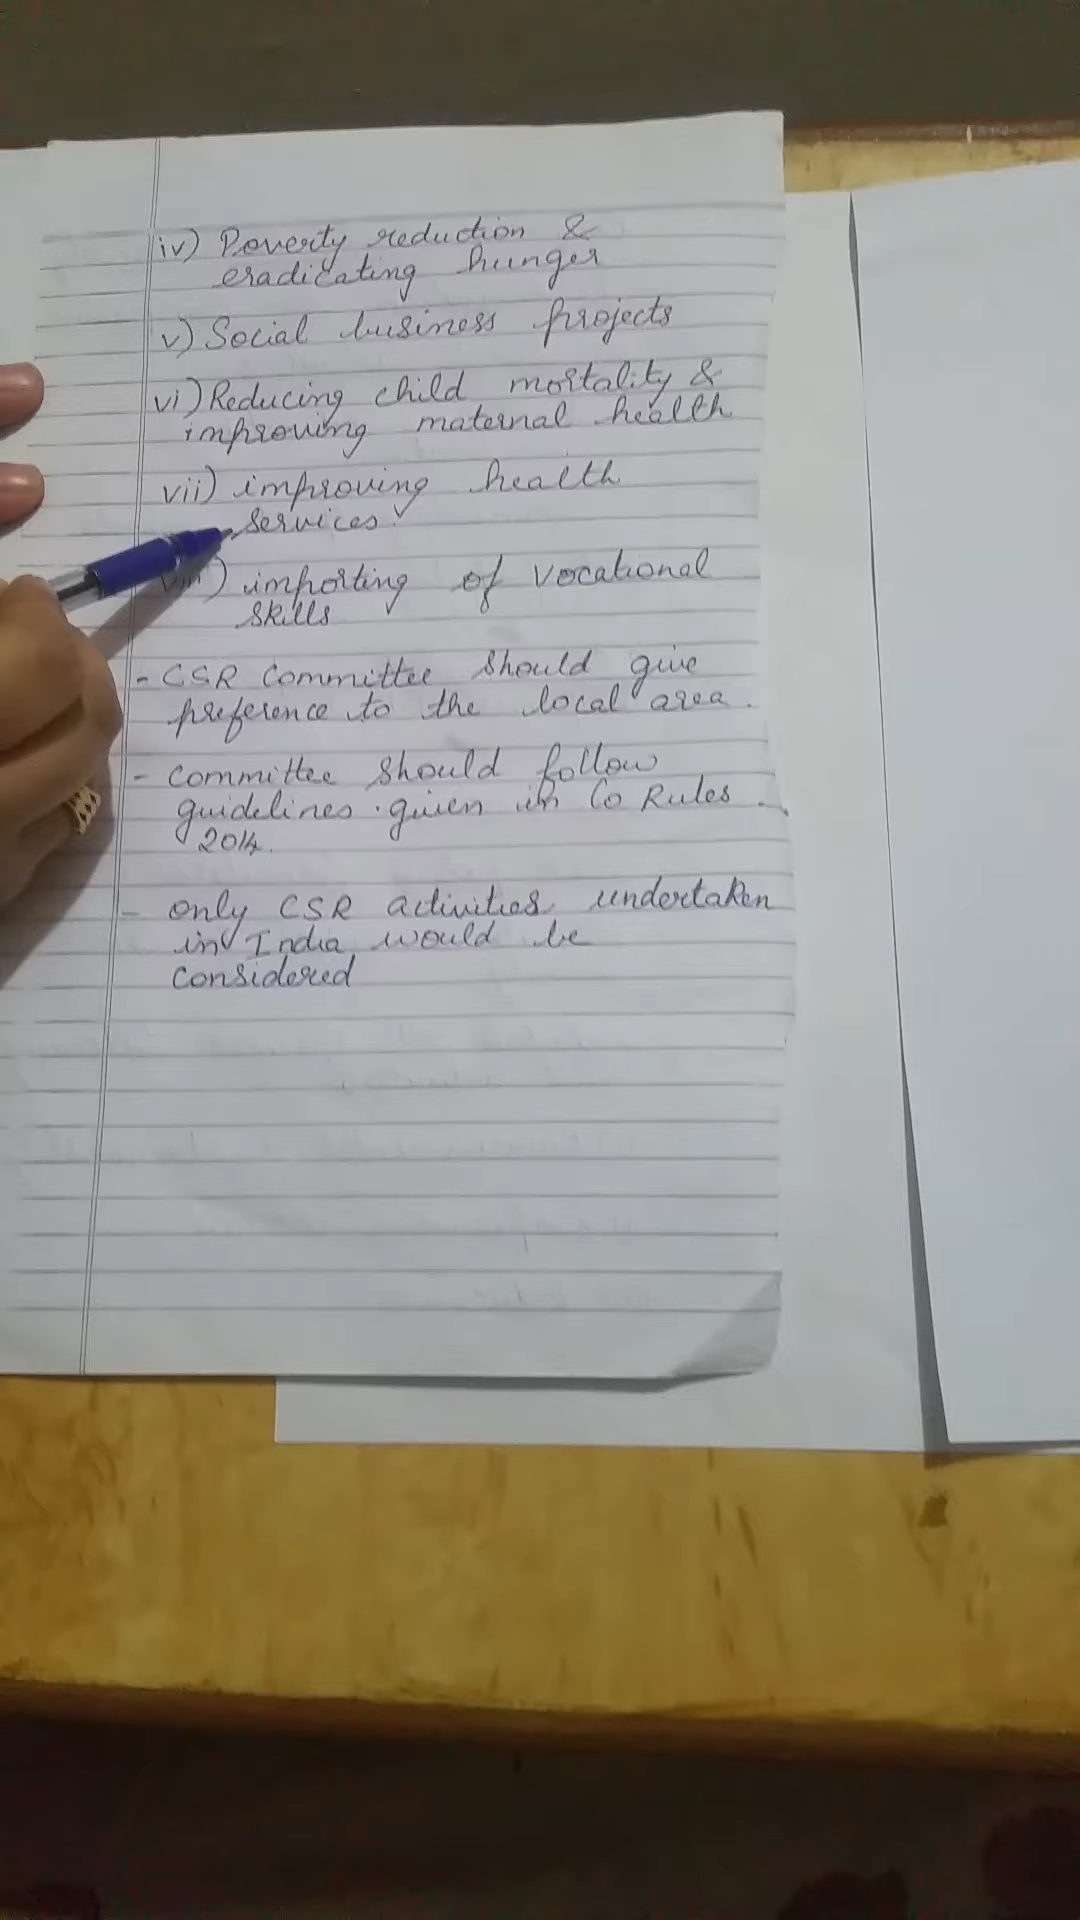 iv) Poverty reduction &
eradicating hunger
v) Social business projects
vi) Reducing child mortality &
improving maternal health
vii) improving health
services.
viii) importing of vocational
skills
- CSR Committee should give
preference to the local area.
- committee should follow
guidelines given in Co Rules
2014.
- only CSR activities undertaken
in India would be
considered